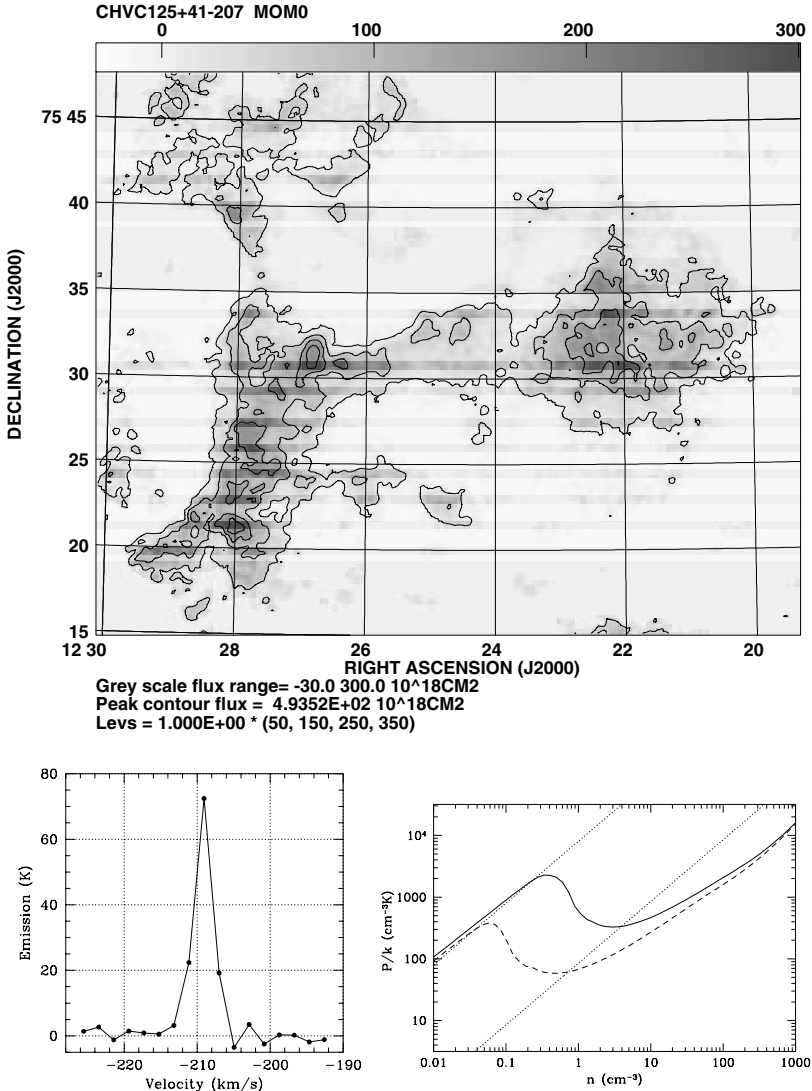 CHVC125+41-207 MOM0
0 100 200 300
75 45
40
35
30
25
20
15
DECLINATION (J2000)
12 30 28 26 24 22 20
RIGHT ASCENSION (J2000)
Grey scale flux range= -30.0 300.0 10^18CM2
Peak contour flux = 4.9352E+02 10^18CM2
Levs = 1.000E+00 * (50, 150, 250, 350)
80
60
40
20
0
Emission (K)
−220 −210 −200 −190
Velocity (km/s)
10⁴
1000
100
10
P/k (cm⁻³K)
0.01 0.1 1 10 100 1000
n (cm⁻³)